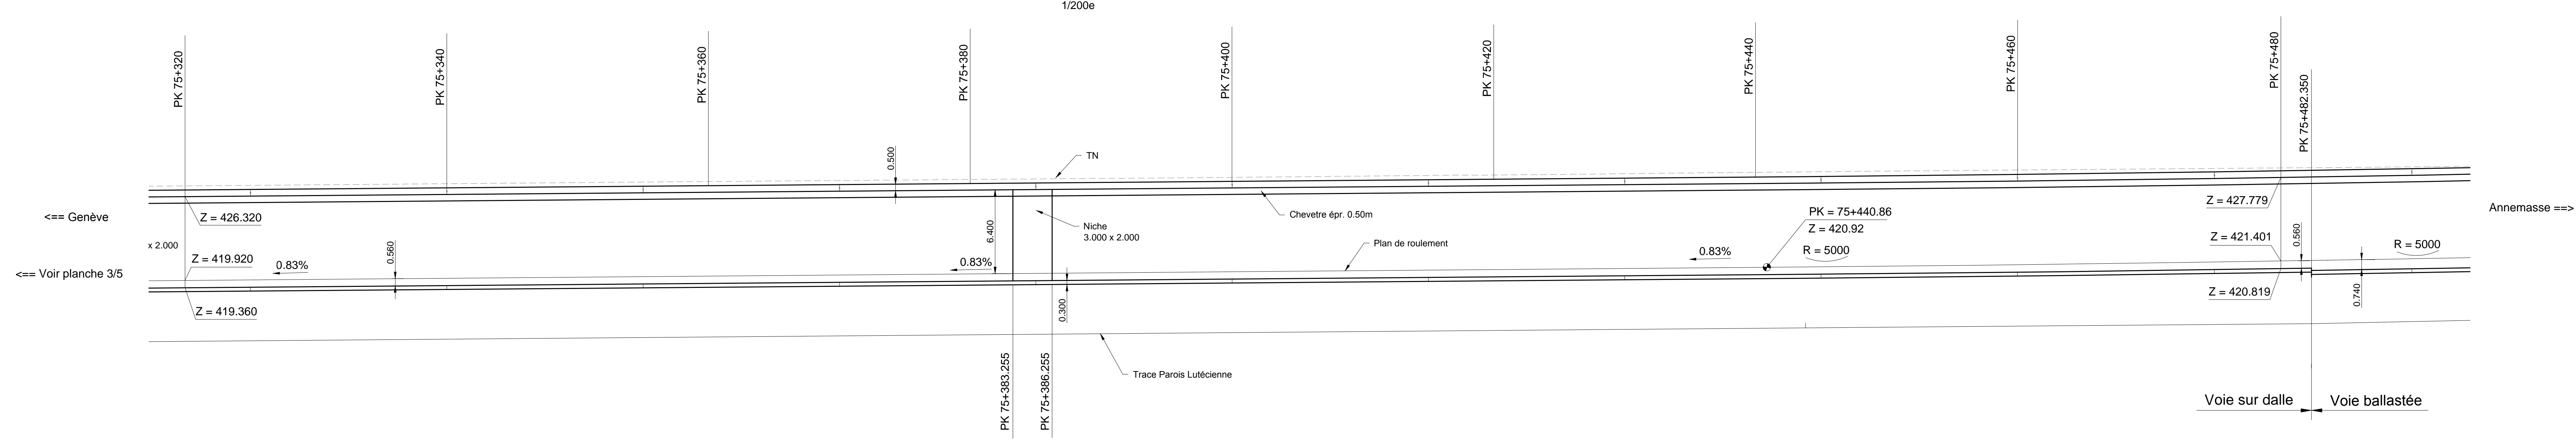 1/200e
PK 75+320
PK 75+340
PK 75+360
PK 75+380
PK 75+400
PK 75+420
PK 75+440
PK 75+460
PK 75+480
PK 75+482.350
0.500
TN
<== Genève
Z = 426.320
x 2.000
<== Voir planche 3/5
Z = 419.920
0.83%
0.560
Z = 419.360
0.83%
6.400
Niche
3.000 x 2.000
0.300
PK 75+383.255
PK 75+386.255
Chevetre épr. 0.50m
Plan de roulement
Trace Parois Lutécienne
0.83%
PK = 75+440.86
Z = 420.92
R = 5000
Z = 427.779
Z = 421.401
0.560
Z = 420.819
R = 5000
0.740
Annemasse ==>
Voie sur dalle
Voie ballastée